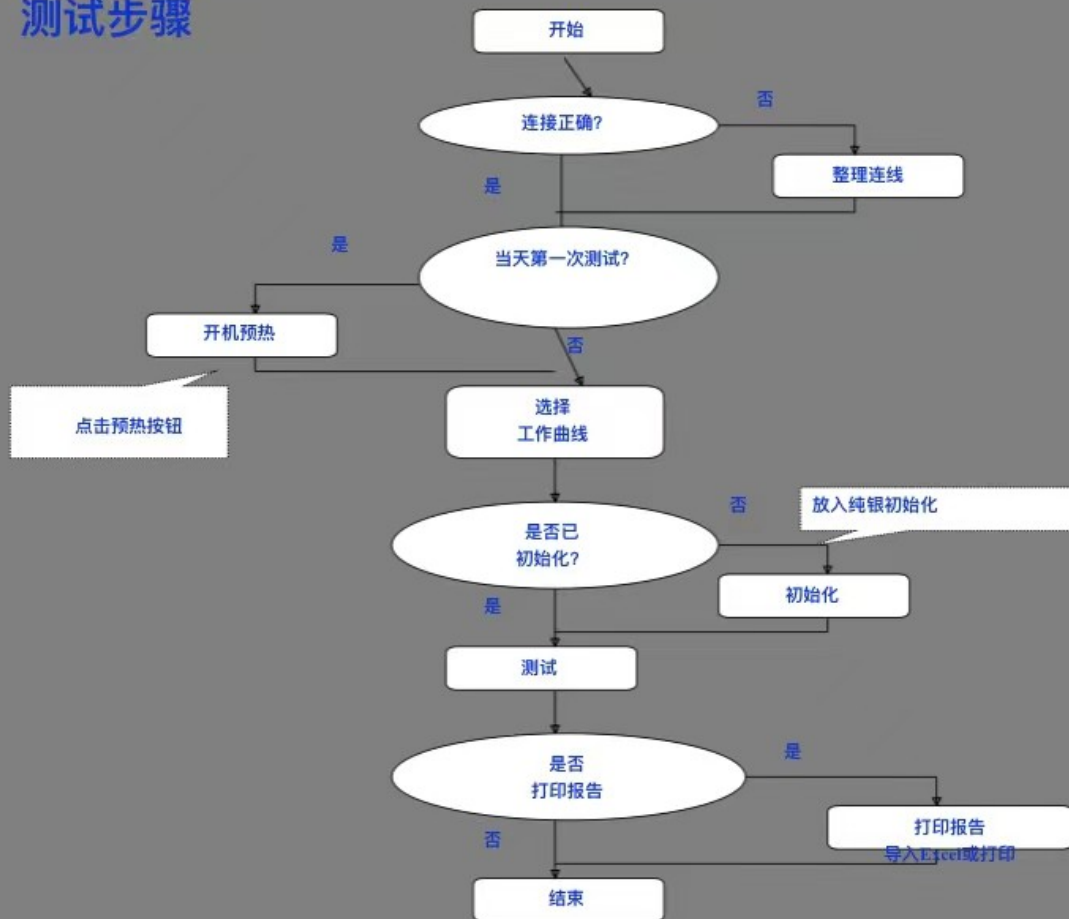 测试步骤
开始
连接正确?
否
整理连线
是
当天第一次测试?
是
开机预热
否
点击预热按钮
选择
工作曲线
是否已
初始化?
否
放入纯银初始化
初始化
是
测试
是否
打印报告
是
打印报告
导入Excel或打印
否
结束